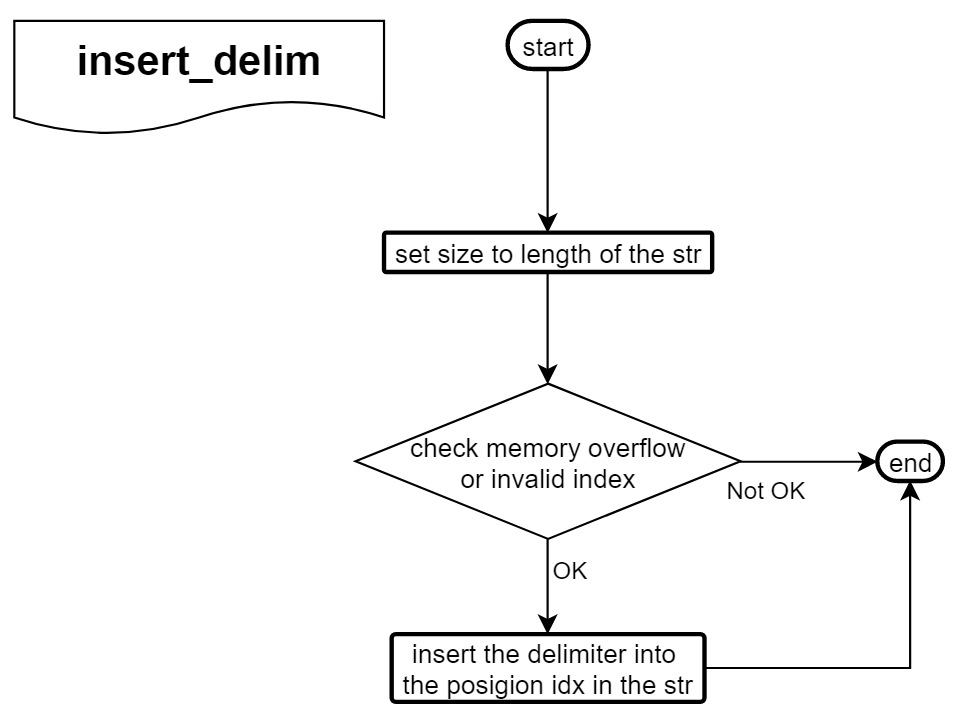 insert_delim
start
set size to length of the str
check memory overflow
or invalid index
Not OK
end
OK
insert the delimiter into
the posigion idx in the str